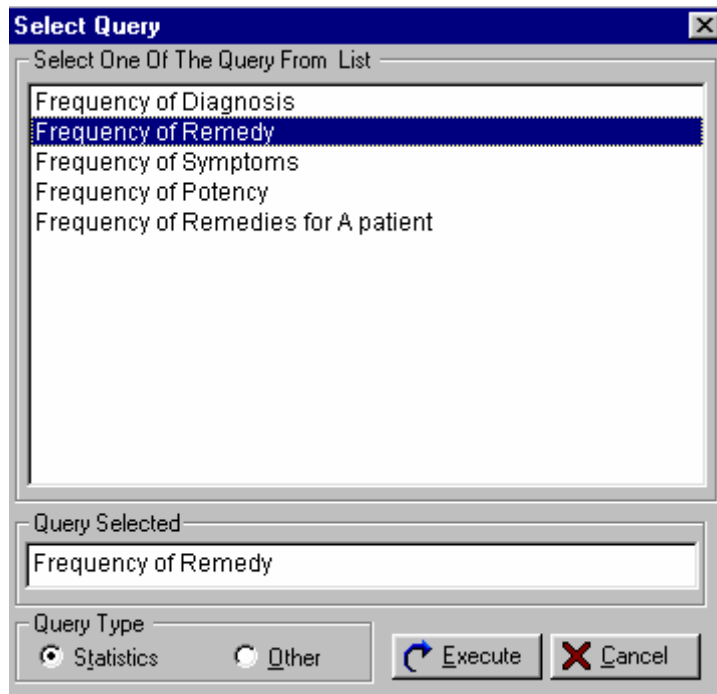 Select Query
Select One Of The Query From List
Frequency of Diagnosis
Frequency of Remedy
Frequency of Symptoms
Frequency of Potency
Frequency of Remedies for A patient
Query Selected
Frequency of Remedy
Query Type
Statistics Other Execute Cancel